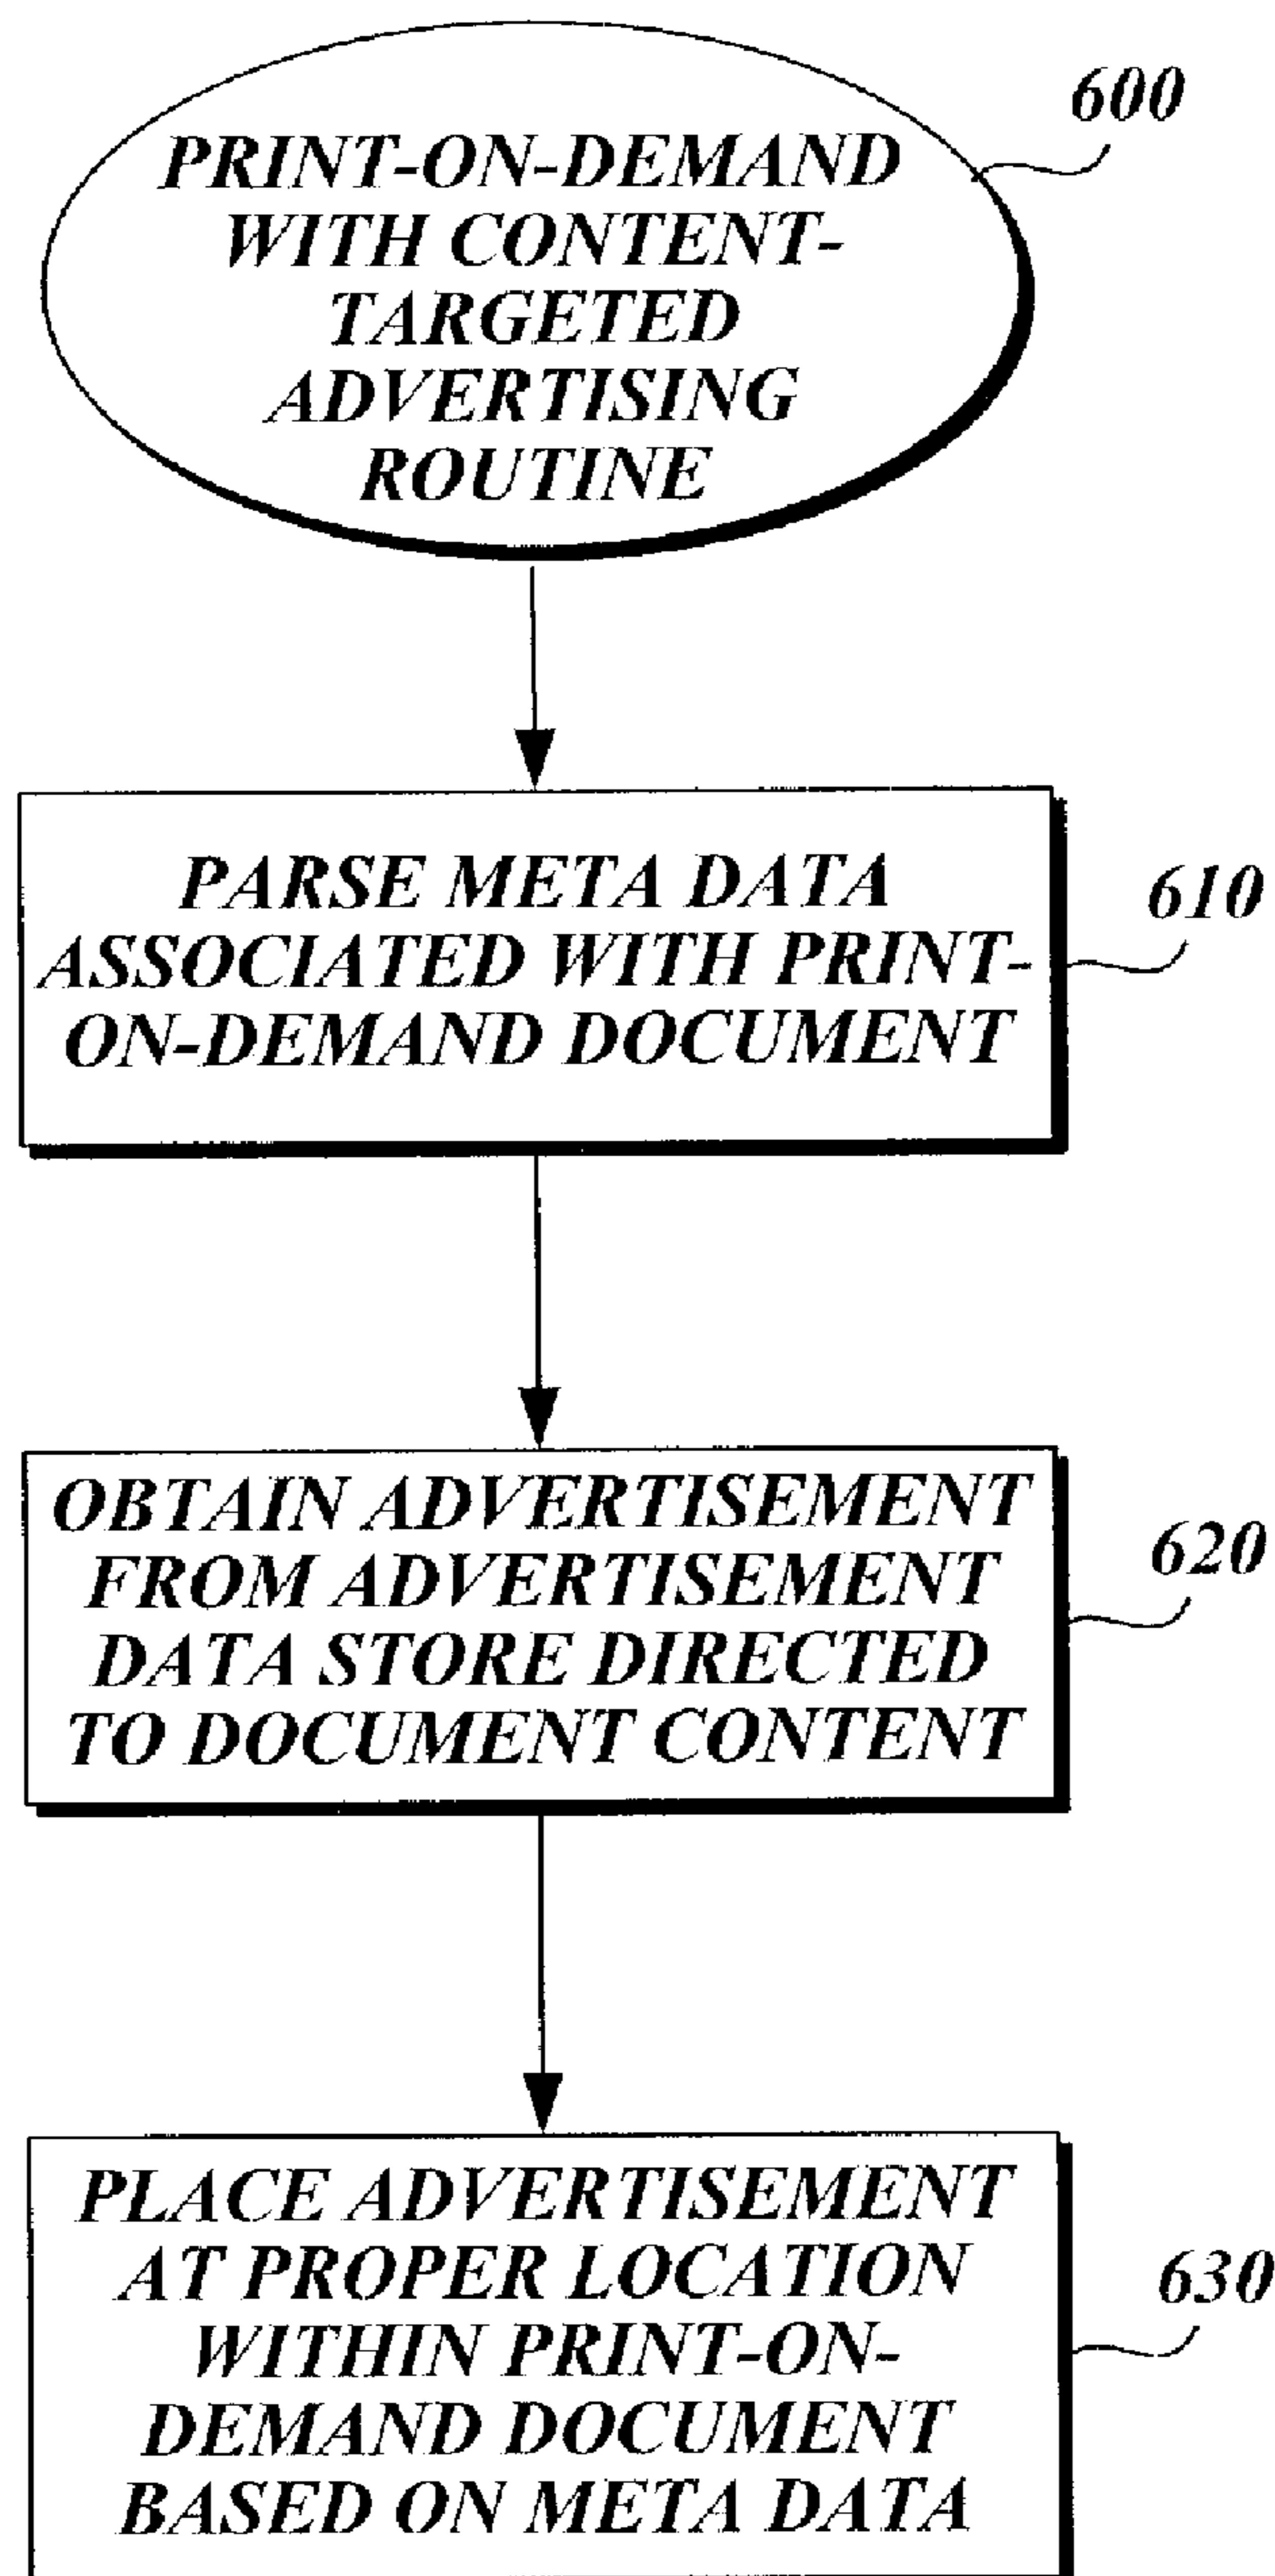 PRINT-ON-DEMAND
WITH CONTENT-
TARGETED
ADVERTISING
ROUTINE
600
PARSE META DATA
ASSOCIATED WITH PRINT-
ON-DEMAND DOCUMENT
610
OBTAIN ADVERTISEMENT
FROM ADVERTISEMENT
DATA STORE DIRECTED
TO DOCUMENT CONTENT
620
PLACE ADVERTISEMENT
AT PROPER LOCATION
WITHIN PRINT-ON-
DEMAND DOCUMENT
BASED ON META DATA
630